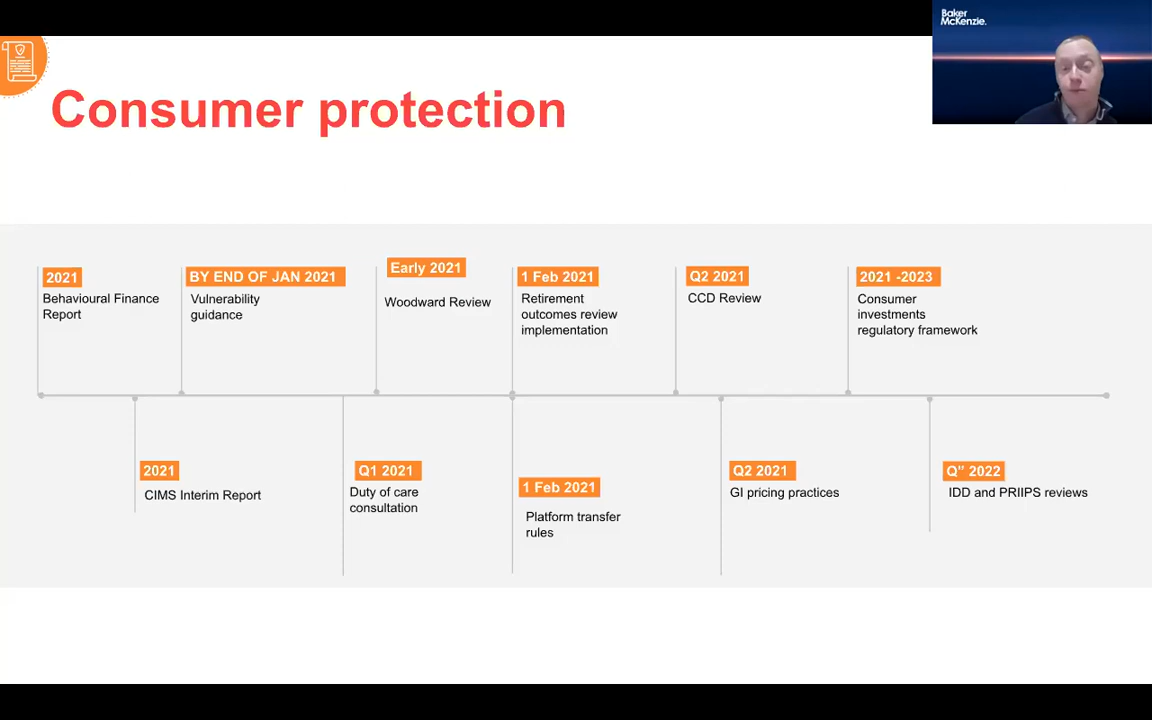 Baker
McKenzie.
Consumer protection
2021
Behavioural Finance
Report
BY END OF JAN 2021
Vulnerability
guidance
Early 2021
Woodward Review
1 Feb 2021
Retirement
outcomes review
implementation
Q2 2021
CCD Review
2021 -2023
Consumer
investments
regulatory framework
2021
CIMS Interim Report
Q1 2021
Duty of care
consultation
1 Feb 2021
Platform transfer
rules
Q2 2021
GI pricing practices
Q" 2022
IDD and PRIIPS reviews